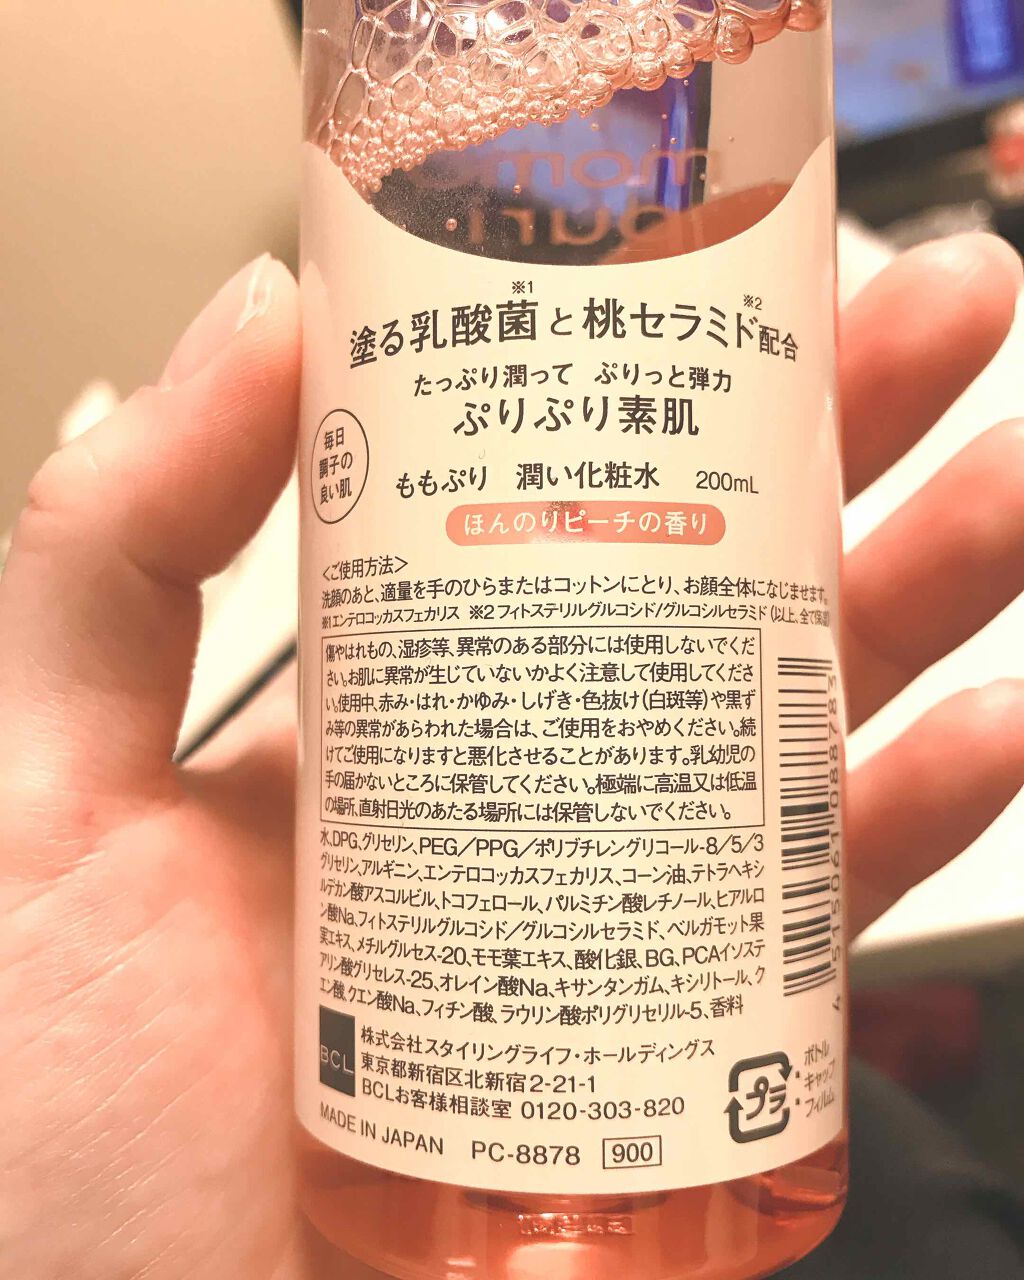 momo
puri
※1
※2
塗る乳酸菌と桃セラミド配合
たっぷり潤って ぷりっと弾力
ぷりぷり素肌
毎日
調子の
良い肌
ももぷり 潤い化粧水 200mL
ほんのりピーチの香り
<ご使用方法>
洗顔のあと、適量を手のひらまたはコットンにとり、お顔全体になじませます。
※1エンテロコッカスフェカリス ※2 フィトステリルグルコシド/グルコシルセラミド (以上、全て保湿
傷やはれもの、湿疹等、異常のある部分には使用しないでくだ
さい。お肌に異常が生じていないかよく注意して使用してくださ
い。使用中、赤み・はれ・かゆみ・しげき・色抜け(白斑等)や黒ず
み等の異常があらわれた場合は、ご使用をおやめください。続
けてご使用になりますと悪化させることがあります。乳幼児の
手の届かないところに保管してください。極端に高温又は低温
の場所、直射日光のあたる場所には保管しないでください。
水、DPG、グリセリン、PEG/PPG/ポリブチレングリコール-8/5/3
グリセリン、アルギニン、エンテロコッカスフェカリス、コーン油、テトラヘキシ
ルデカン酸アスコルビル、トコフェロール、パルミチン酸レチノール、ヒアルロ
ン酸Na、フィトステリルグルコシド/グルコシルセラミド、ベルガモット果
実エキス、メチルグルセス-20、モモ葉エキス、酸化銀、BG、PCAイソステ
アリン酸グリセレス-25、オレイン酸Na、キサンタンガム、キシリトール、ク
エン酸、クエン酸Na、フィチン酸、ラウリン酸ポリグリセリル-5、香料
BCL
株式会社スタイリングライフ・ホールディングス
東京都新宿区北新宿2-21-1
BCLお客様相談室 0120-303-820
MADE IN JAPAN PC-8878 900
プラ
ボトル
キャップ
フィルム
4 515061 088783